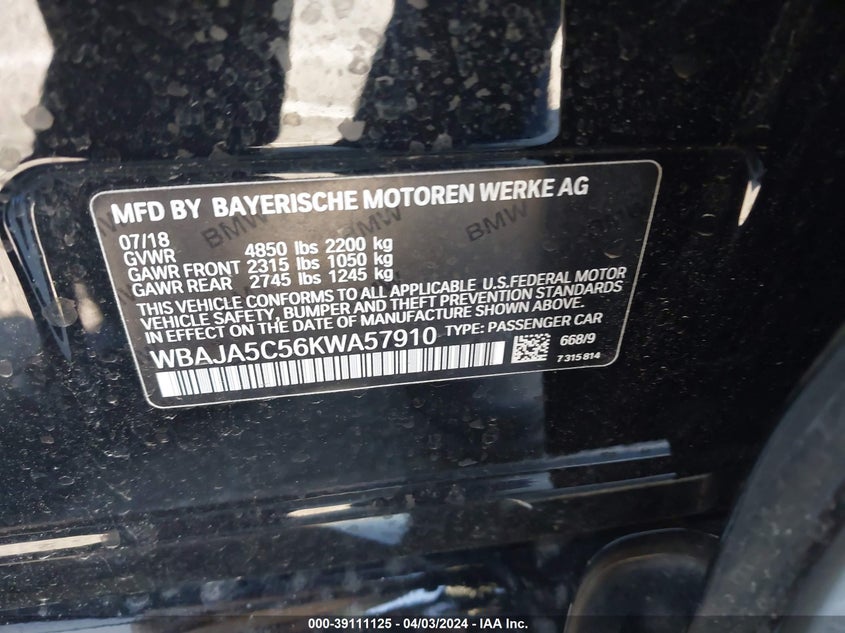 MFD BY BAYERISCHE MOTOREN WERKE AG
07/18
GVWR 4850 lbs 2200 kg
GAWR FRONT 2315 lbs 1050 kg
GAWR REAR 2745 lbs 1245 kg
THIS VEHICLE CONFORMS TO ALL APPLICABLE U.S.FEDERAL MOTOR
VEHICLE SAFETY, BUMPER AND THEFT PREVENTION STANDARDS
IN EFFECT ON THE DATE OF MANUFACTURE SHOWN ABOVE.
WBAJA5C56KWA57910 TYPE: PASSENGER CAR
668/9
7 315 814
000-39111125 - 04/03/2024 - IAA Inc.